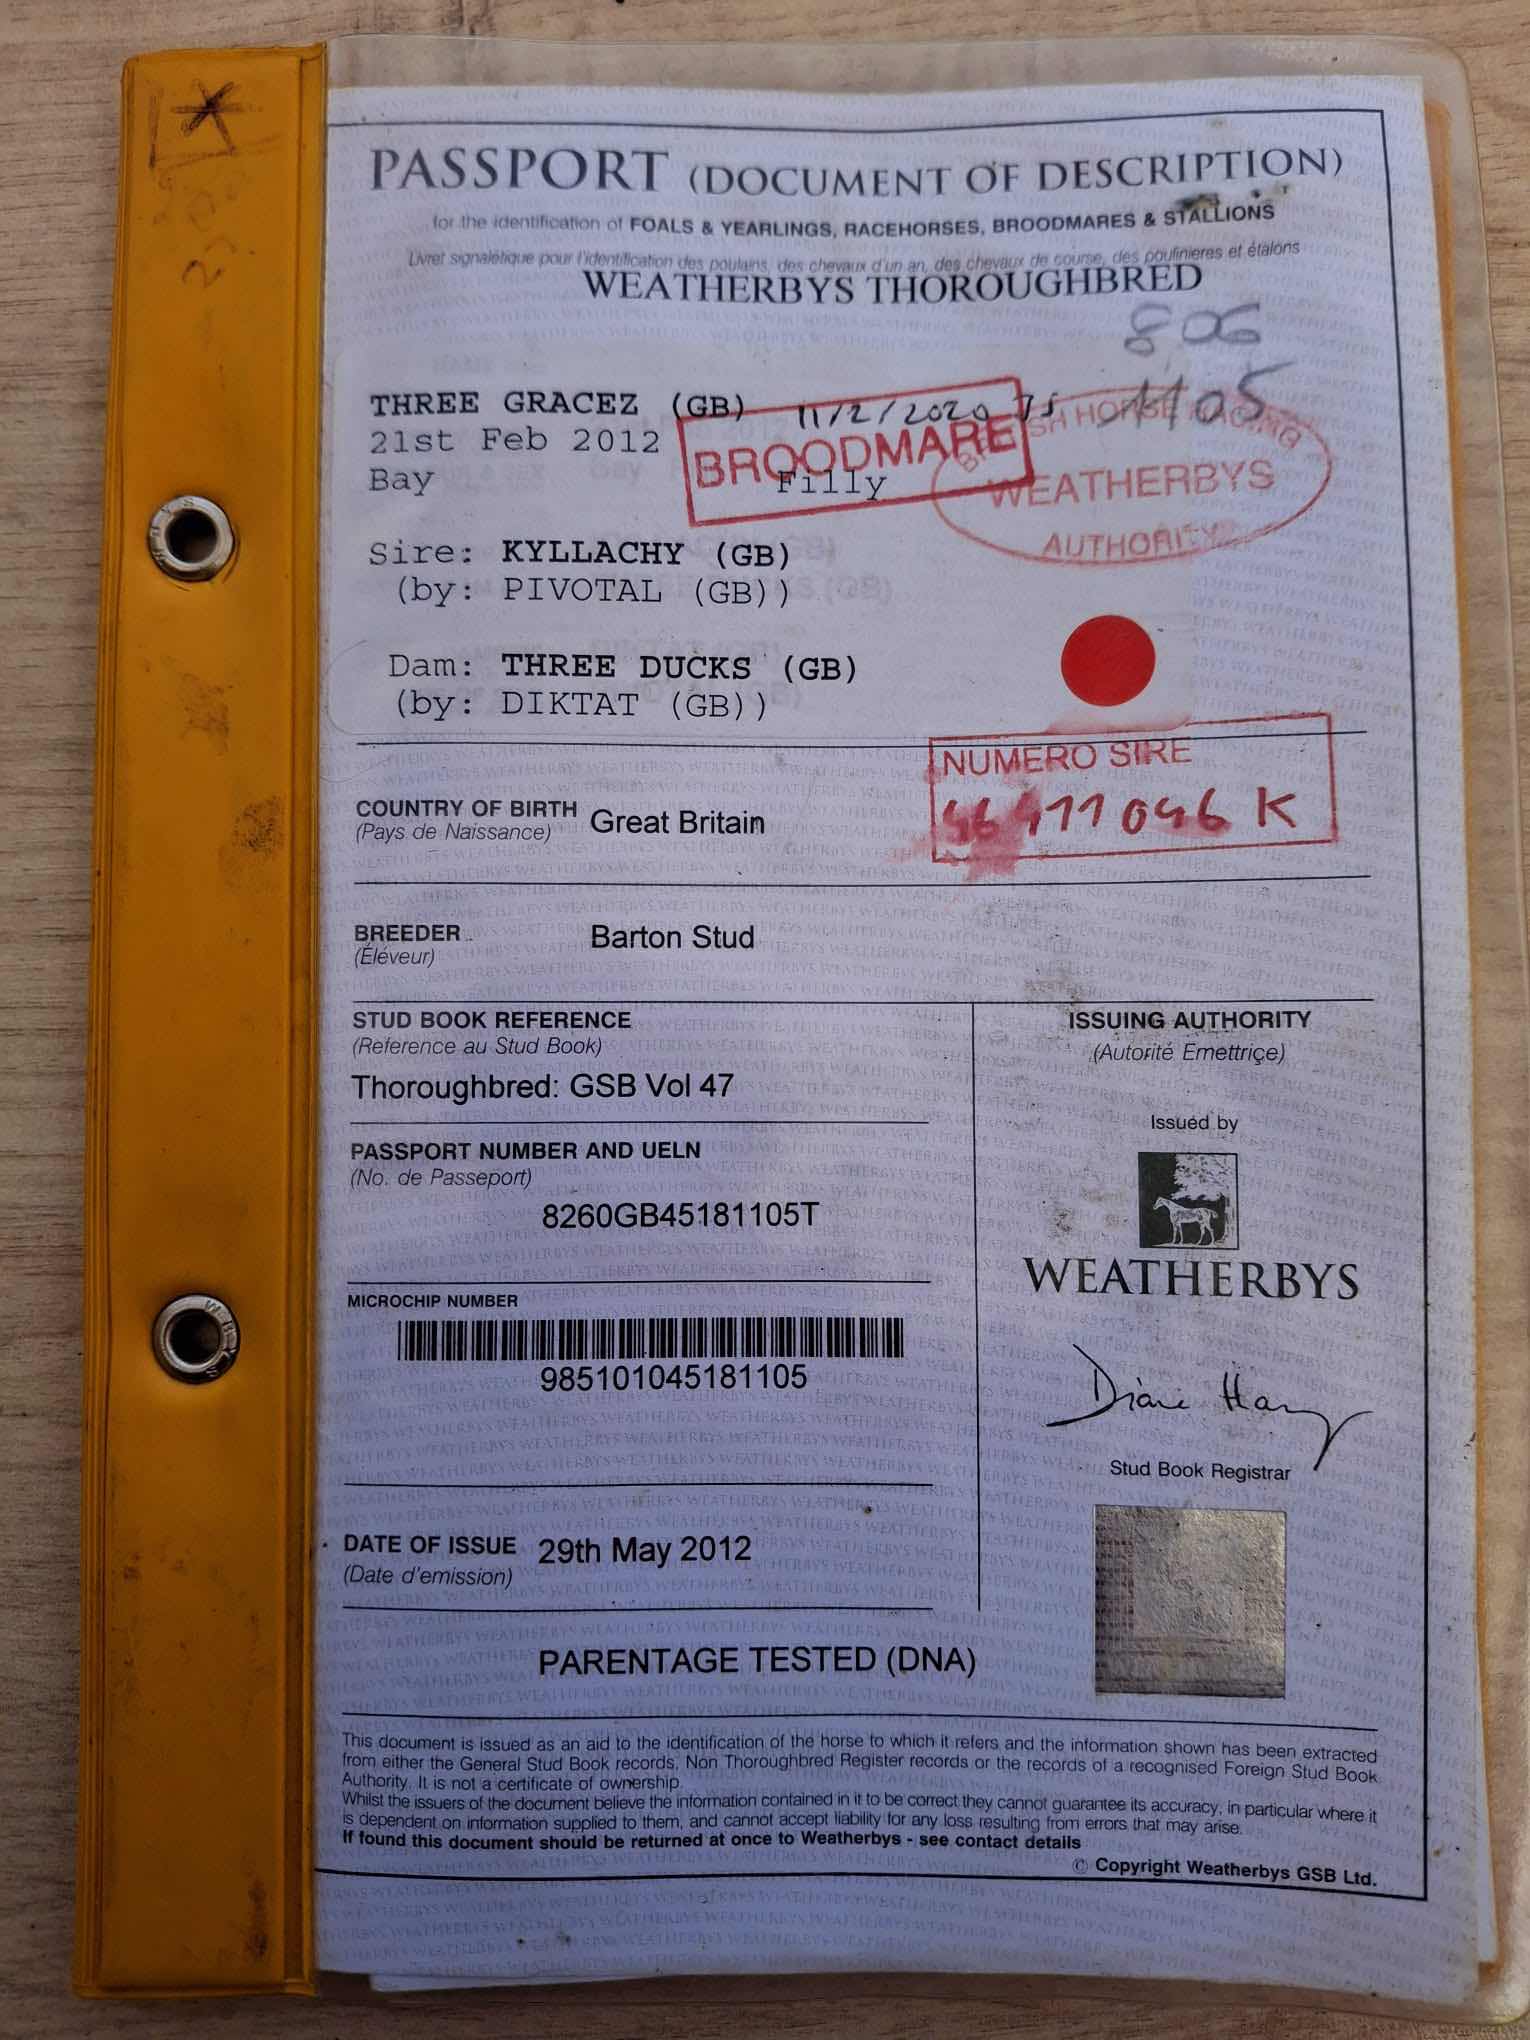 PASSPORT (DOCUMENT OF DESCRIPTION)
for the identification of FOALS & YEARLINGS, RACEHORSES, BROODMARES & STALLIONS
Livret signalétique pour l'identification des poulains, des chevaux d'un an, des chevaux de course, des poulinieres et étalons
WEATHERBYS THOROUGHBRED
806
1105
THREE GRACEZ (GB)
11/2/2020 JS
21st Feb 2012
BROODMARE
Bay Filly
BRITISH HORSE RACING
WEATHERBYS
AUTHORITY
Sire: KYLLACHY (GB)
(by: PIVOTAL (GB))
Dam: THREE DUCKS (GB)
(by: DIKTAT (GB))
NUMERO SIRE
46411046 K
COUNTRY OF BIRTH Great Britain
(Pays de Naissance)
BREEDER Barton Stud
(Éléveur)
STUD BOOK REFERENCE
(Reference au Stud Book)
Thoroughbred: GSB Vol 47
PASSPORT NUMBER AND UELN
(No. de Passeport)
8260GB45181105T
MICROCHIP NUMBER
985101045181105
DATE OF ISSUE 29th May 2012
(Date d'emission)
ISSUING AUTHORITY
(Autorité Emettriçe)
Issued by
WEATHERBYS
Stud Book Registrar
PARENTAGE TESTED (DNA)
This document is issued as an aid to the identification of the horse to which it refers and the information shown has been extracted
from either the General Stud Book records, Non Thoroughbred Register records or the records of a recognised Foreign Stud Book
Authority. It is not a certificate of ownership.
Whilst the issuers of the document believe the information contained in it to be correct they cannot guarantee its accuracy, in particular where it
is dependent on information supplied to them, and cannot accept liability for any loss resulting from errors that may arise.
If found this document should be returned at once to Weatherbys - see contact details
© Copyright Weatherbys GSB Ltd.